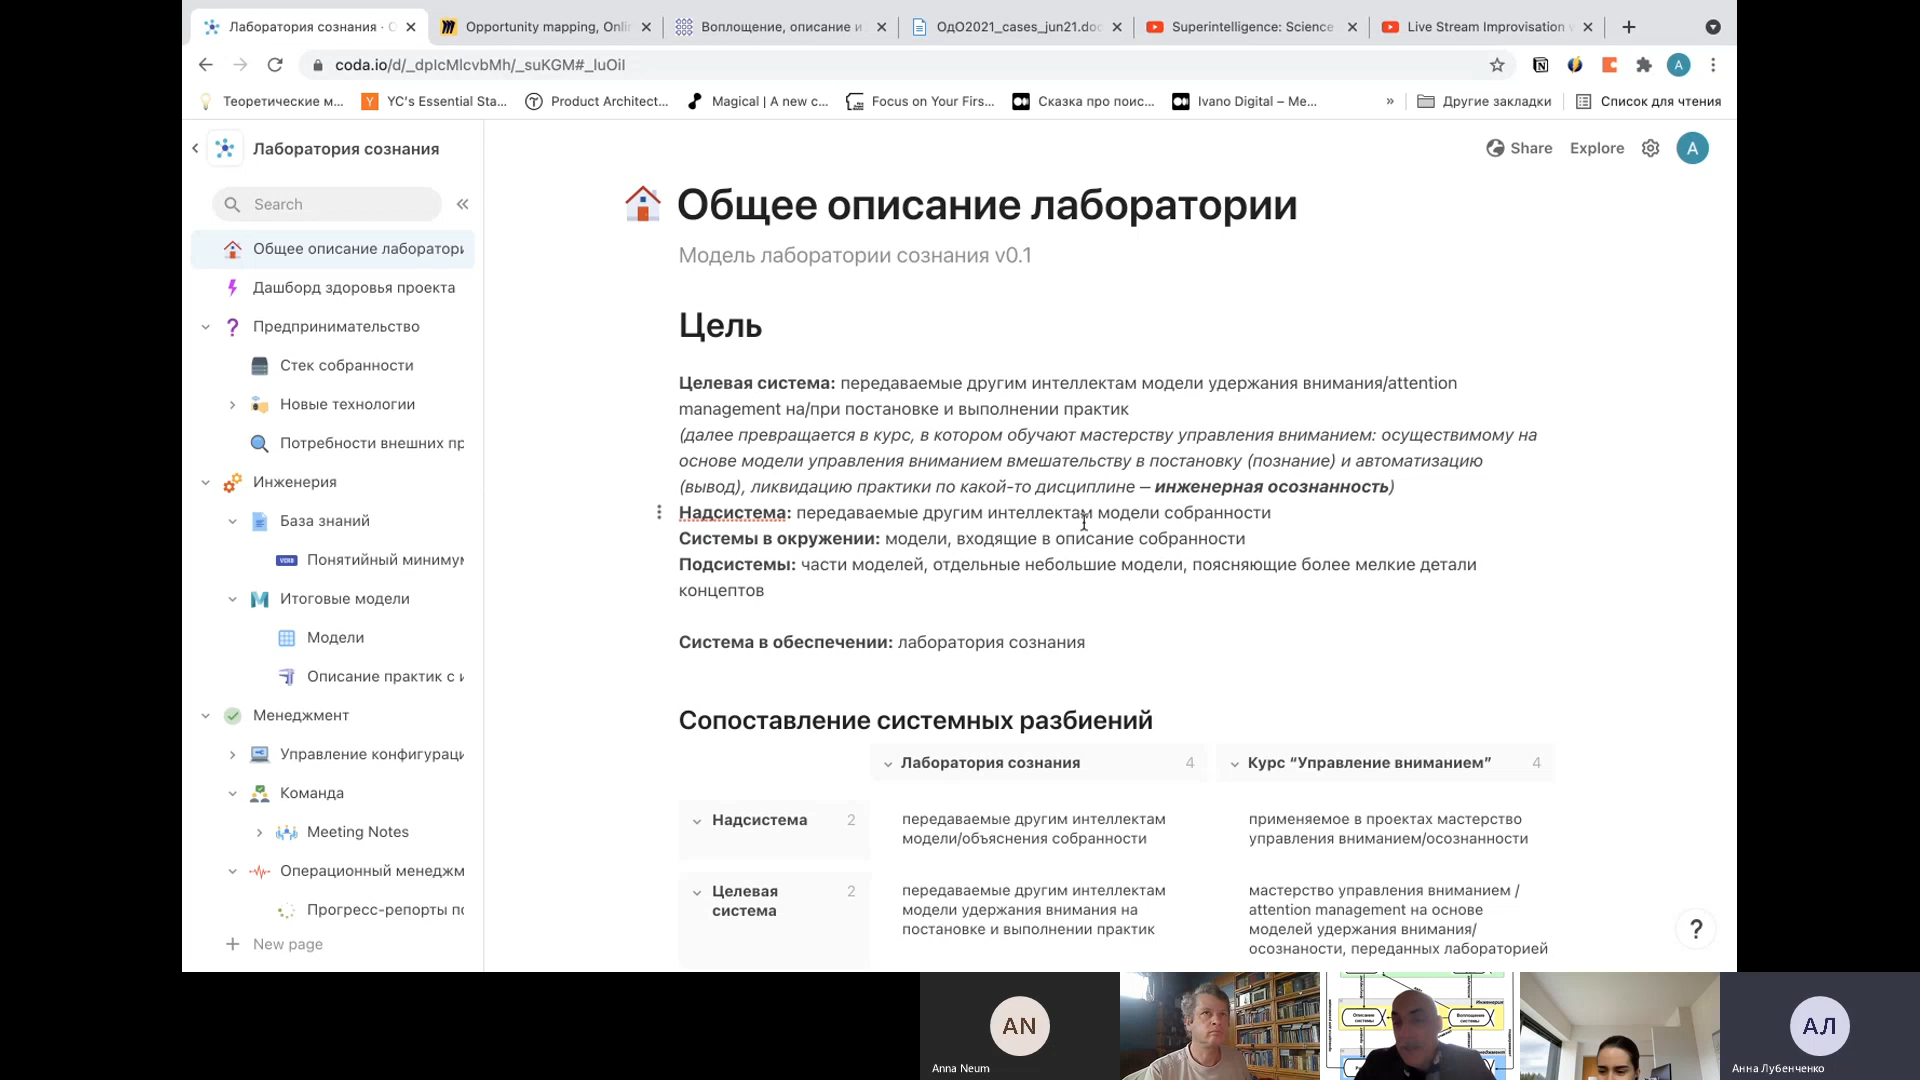 Лаборатория сознания · О
Opportunity mapping, Onli
Воплощение, описание и
ОдО2021_cases_jun21.doc
Superintelligence: Science
Live Stream Improvisation w
coda.io/d/_dpIcMlcvbMh/_suKGM#_luOiI
A
Теоретические м...
YC's Essential Sta...
Product Architect...
Magical | A new c...
Focus on Your Firs...
Сказка про поис...
Ivano Digital – Me...
»
Другие закладки
Список для чтения
Лаборатория сознания
Share
Explore
A
Search
Общее описание лаборатори
Дашборд здоровья проекта
Предпринимательство
Стек собранности
Новые технологии
Потребности внешних пр
Инженерия
База знаний
Понятийный минимум
Итоговые модели
Модели
Описание практик с и
Менеджмент
Управление конфигураци
Команда
Meeting Notes
Операционный менеджм
Прогресс-репорты по
New page
Общее описание лаборатории
Модель лаборатории сознания v0.1
Цель
Целевая система: передаваемые другим интеллектам модели удержания внимания/attention
management на/при постановке и выполнении практик
(далее превращается в курс, в котором обучают мастерству управления вниманием: осуществимому на
основе модели управления вниманием вмешательству в постановку (познание) и автоматизацию
(вывод), ликвидацию практики по какой-то дисциплине – инженерная осознанность)
Надсистема: передаваемые другим интеллектам модели собранности
Системы в окружении: модели, входящие в описание собранности
Подсистемы: части моделей, отдельные небольшие модели, поясняющие более мелкие детали
концептов
Система в обеспечении: лаборатория сознания
Сопоставление системных разбиений
Лаборатория сознания 4
Курс “Управление вниманием” 4
Надсистема 2
передаваемые другим интеллектам
модели/объяснения собранности
применяемое в проектах мастерство
управления вниманием/осознанности
Целевая
система
2
передаваемые другим интеллектам
модели удержания внимания на
постановке и выполнении практик
мастерство управления вниманием /
attention management на основе
моделей удержания внимания/
осознаности, переданных лабораторией
?
AN
Anna Neum
Описание
системы
Воплощение
системы
Инженерия
АЛ
Анна Лубенченко